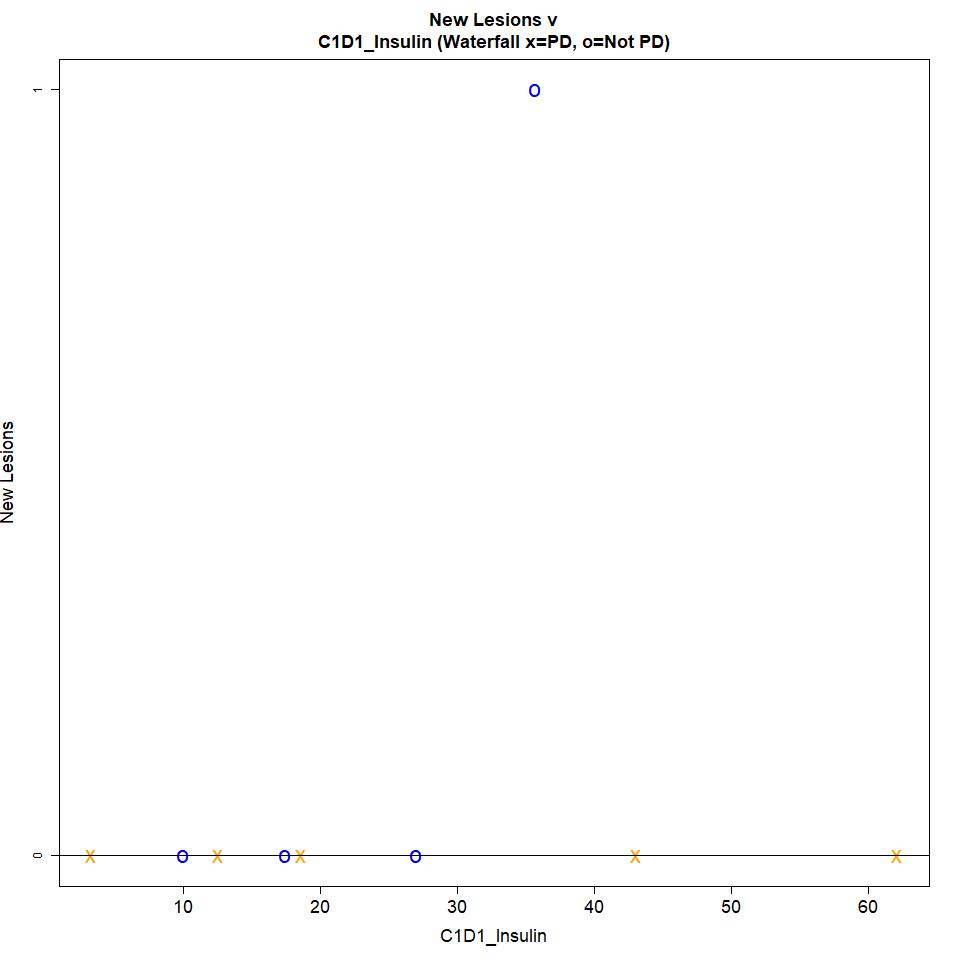 New Lesions v
C1D1_Insulin (Waterfall x=PD, o=Not PD)
New Lesions
1
0
o
x o x o x o x x
10 20 30 40 50 60
C1D1_Insulin